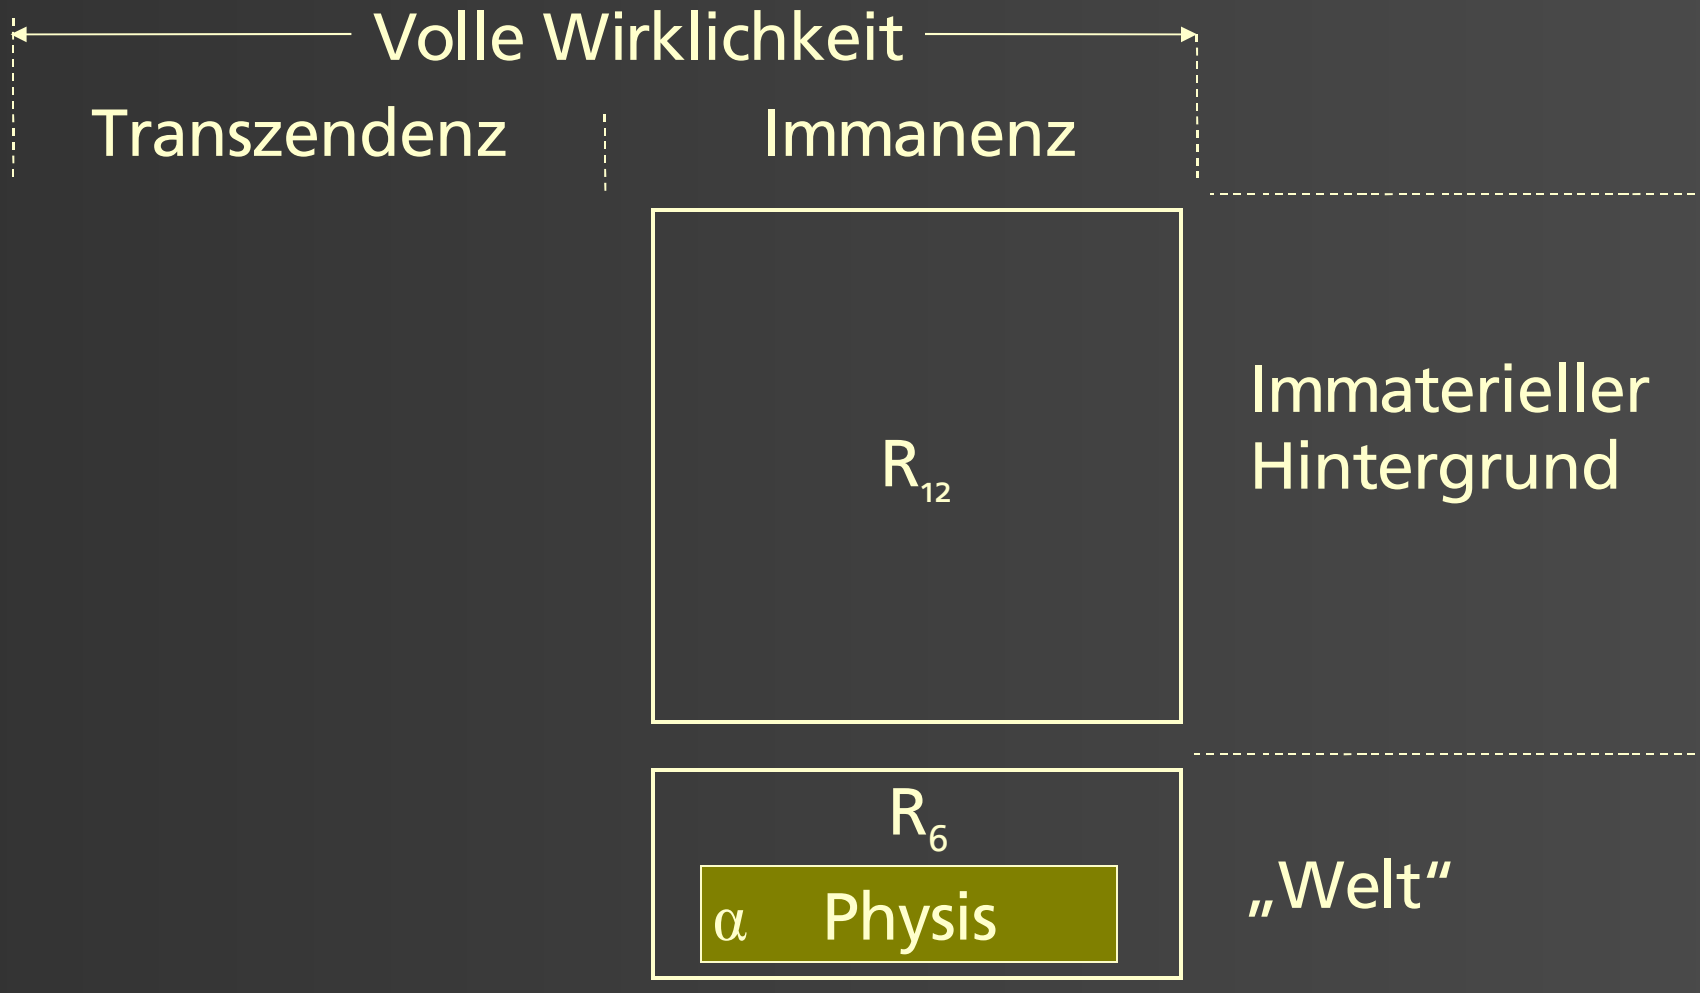 Volle Wirklichkeit
Transzendenz
Immanenz
R₁₂
Immaterieller
Hintergrund
R₆
α Physis
„Welt“